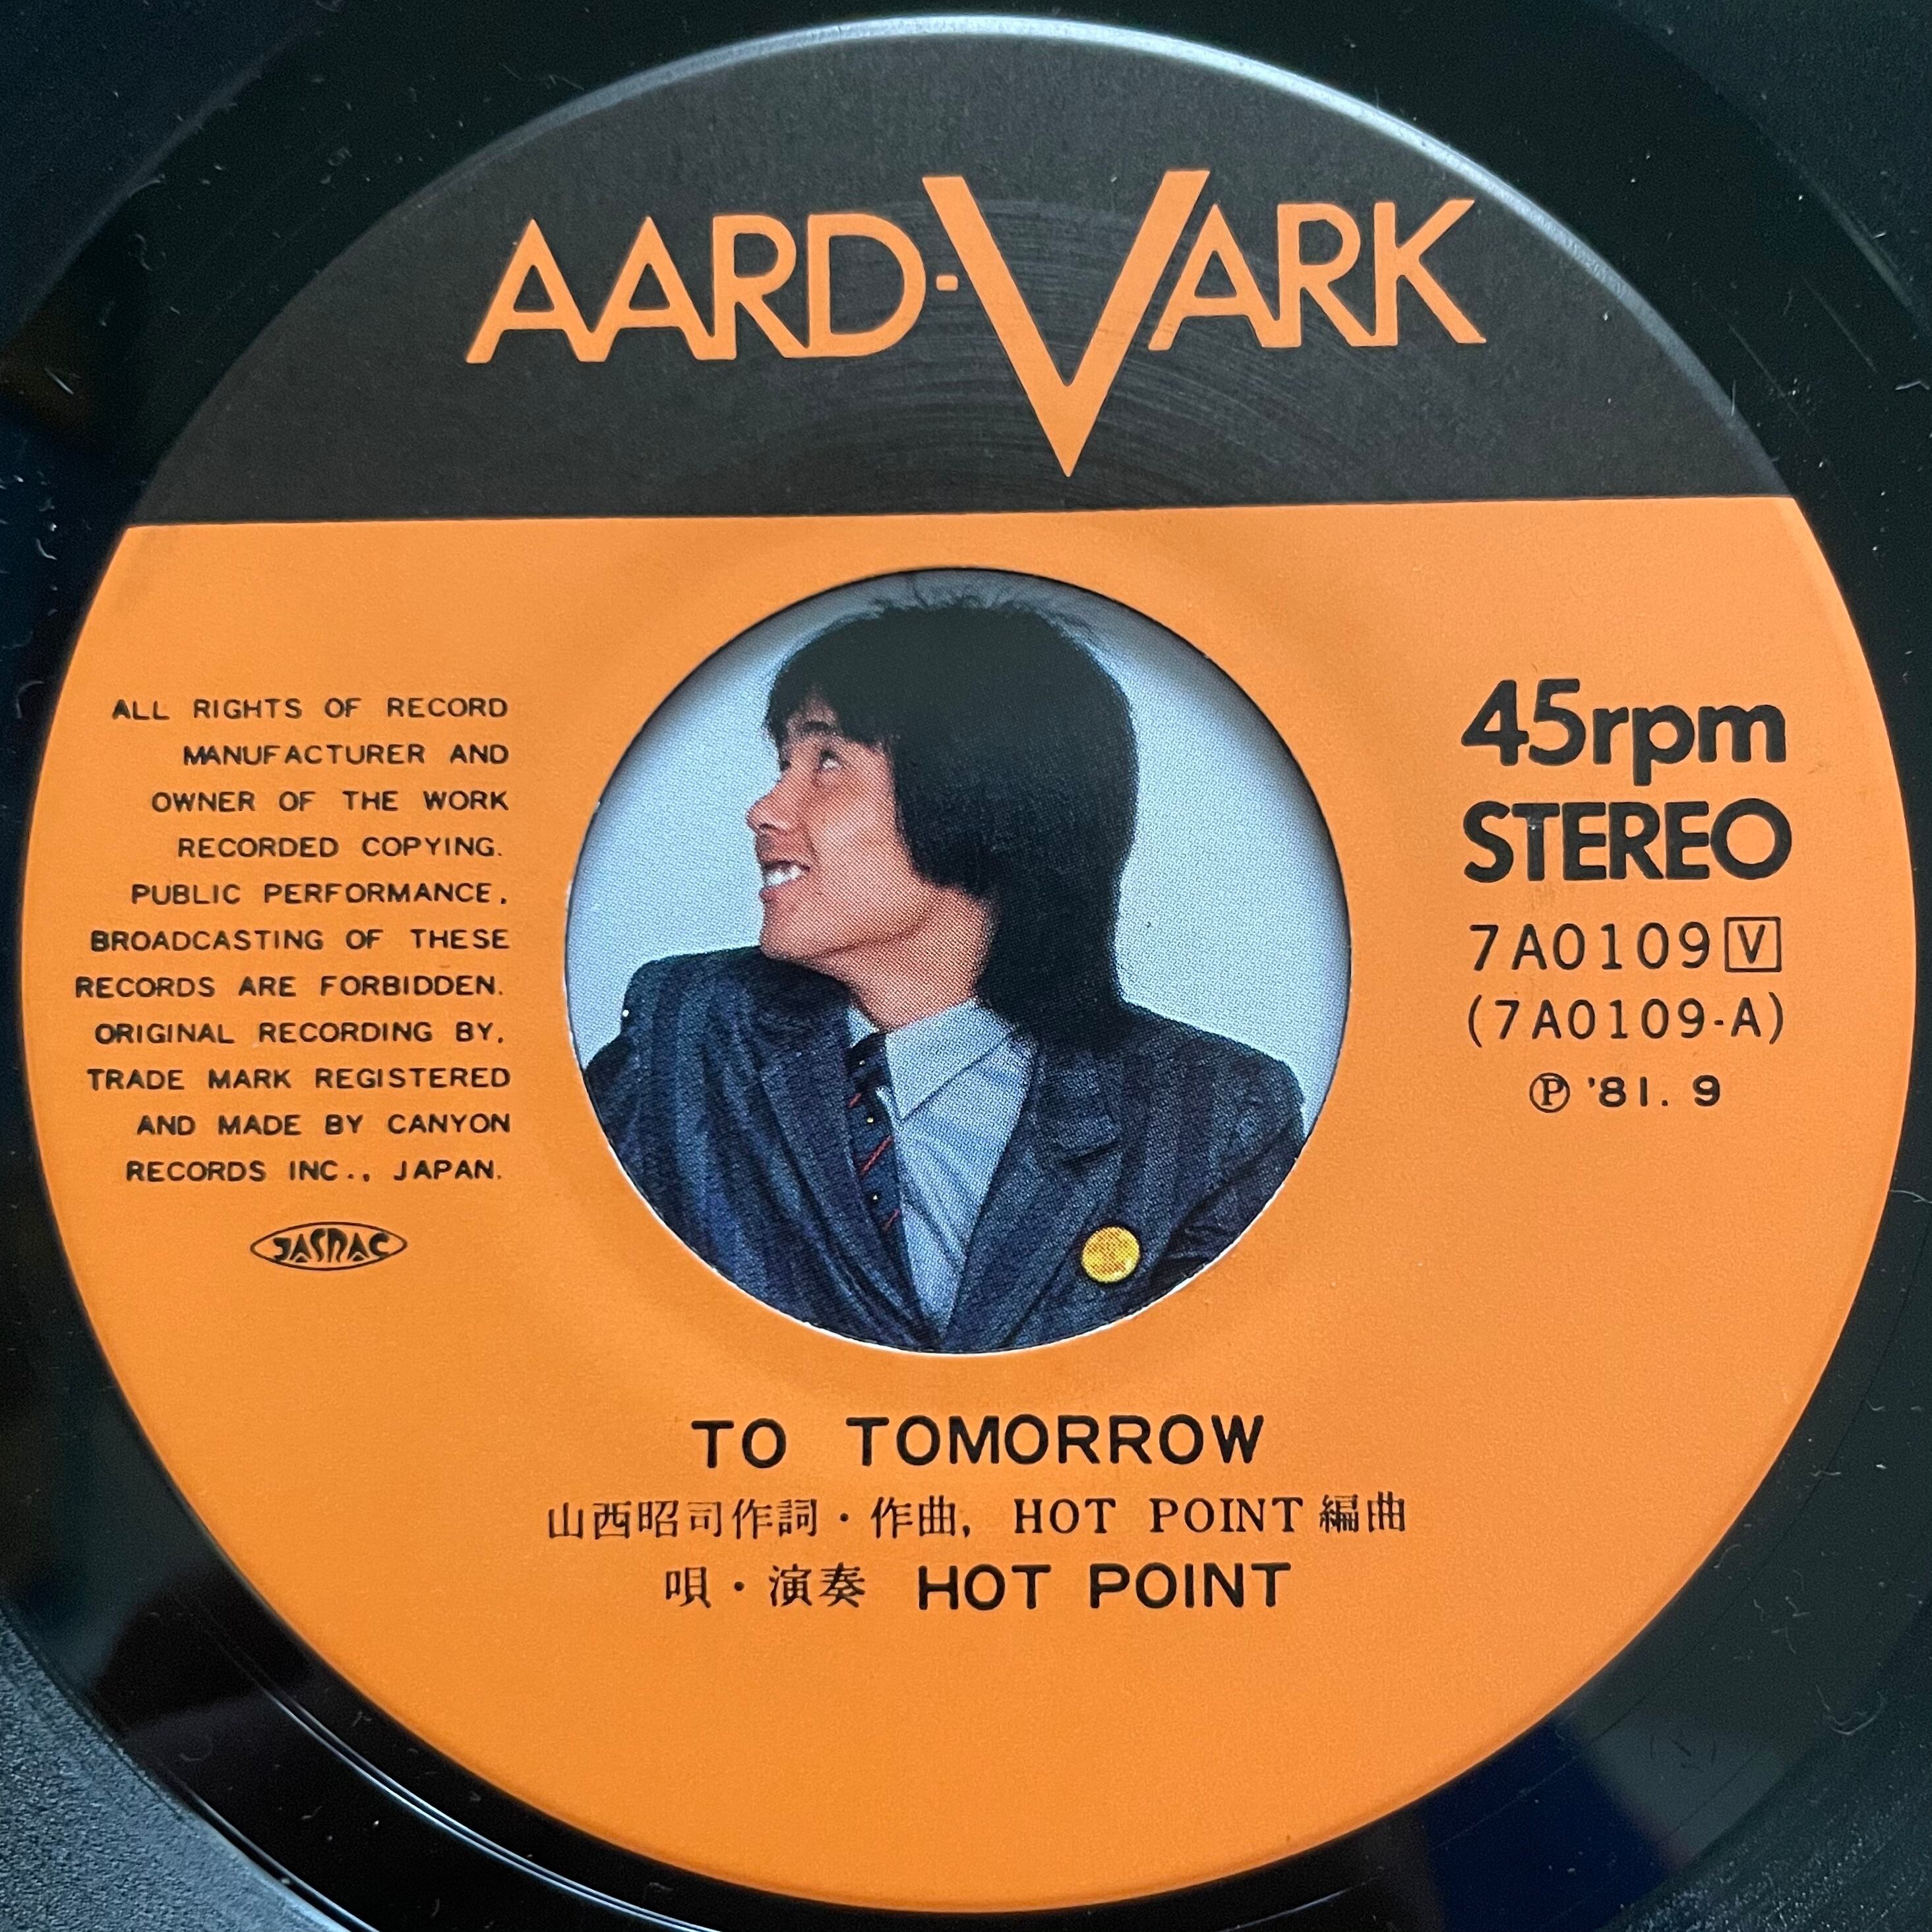 AARD-VARK
ALL RIGHTS OF RECORD
MANUFACTURER AND
OWNER OF THE WORK
RECORDED COPYING.
PUBLIC PERFORMANCE,
BROADCASTING OF THESE
RECORDS ARE FORBIDDEN.
ORIGINAL RECORDING BY,
TRADE MARK REGISTERED
AND MADE BY CANYON
RECORDS INC., JAPAN.
JASRAC
45rpm
STEREO
7A0109 V
(7A0109-A)
Ⓟ '81. 9
TO TOMORROW
山西昭司作詞・作曲, HOT POINT 編曲
唄・演奏 HOT POINT